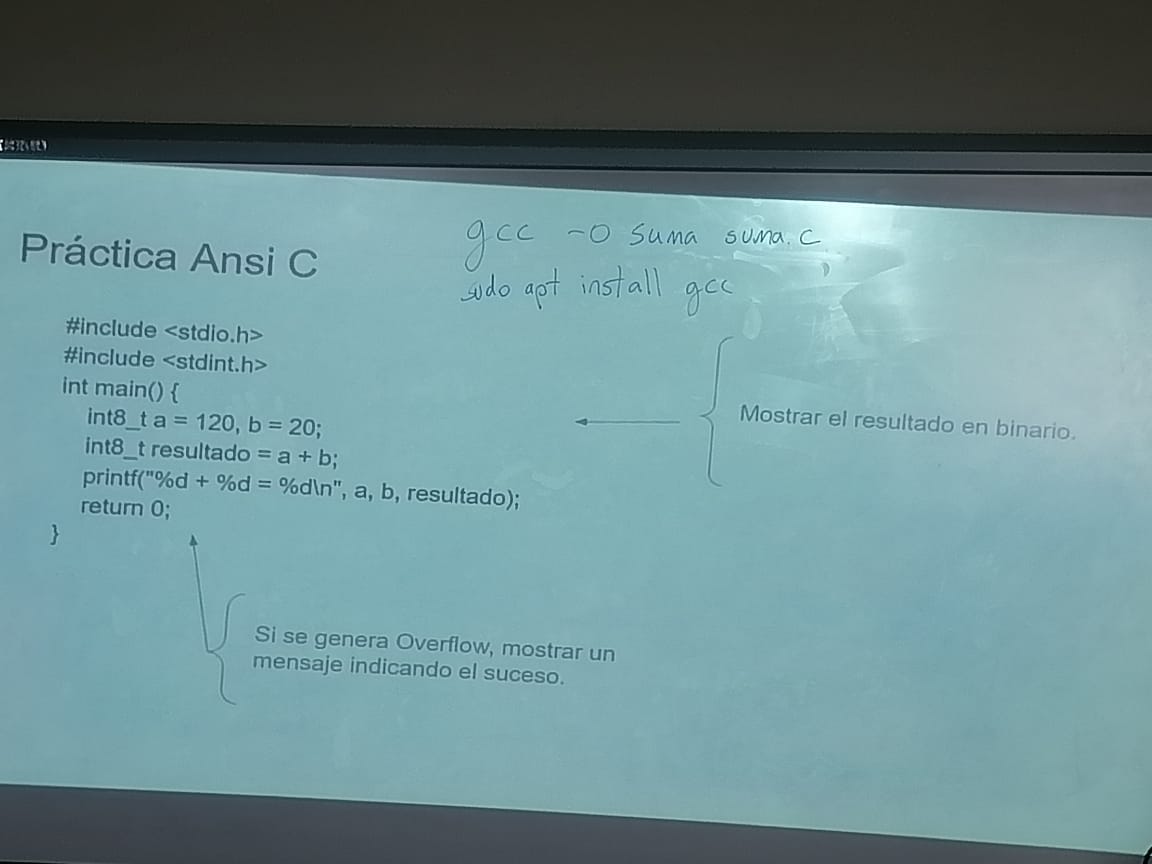 Práctica Ansi C
gcc -o suma suma.c
sudo apt install gcc
#include <stdio.h>
#include <stdint.h>
int main() {
int8_t a = 120, b = 20;
int8_t resultado = a + b;
printf("%d + %d = %d\n", a, b, resultado);
return 0;
}
Mostrar el resultado en binario.
Si se genera Overflow, mostrar un
mensaje indicando el suceso.